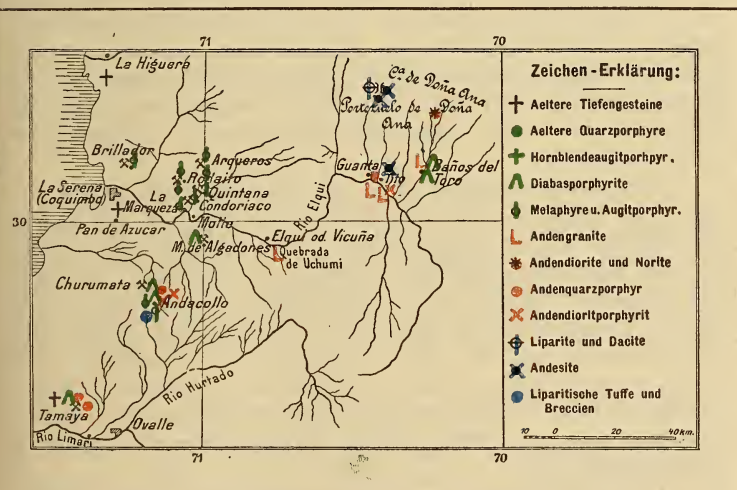 71
70
La Higuera
Cª. de Doña Ana
Portezuelo de Doña
Ana
Brillador
Arqueros
Rodaito
Quintana
Condoriaco
La Serena
(Coquimbo)
La
Marqueza
Guanta
Rio Elqui
Baños del
Toro
30
Pan de Azucar
M. de Algadones
Elqui od. Vicuña
Quebrada
de Uchumi
Churumata
Andacollo
Rio Hurtado
Tamaya
Ovalle
Rio Limari
71
70
Zeichen-Erklärung:
Aeltere Tiefengesteine
Aeltere Quarzporphyre
Hornblendeaugitporhpyr.
Diabasporphyrite
Melaphyre u. Augitporphyr.
Andengranite
Andendiorite und Norite
Andenquarzporphyr
Andendioritporphyrit
Liparite und Dacite
Andesite
Liparitische Tuffe und
Breccien
10 0 20 40 km.